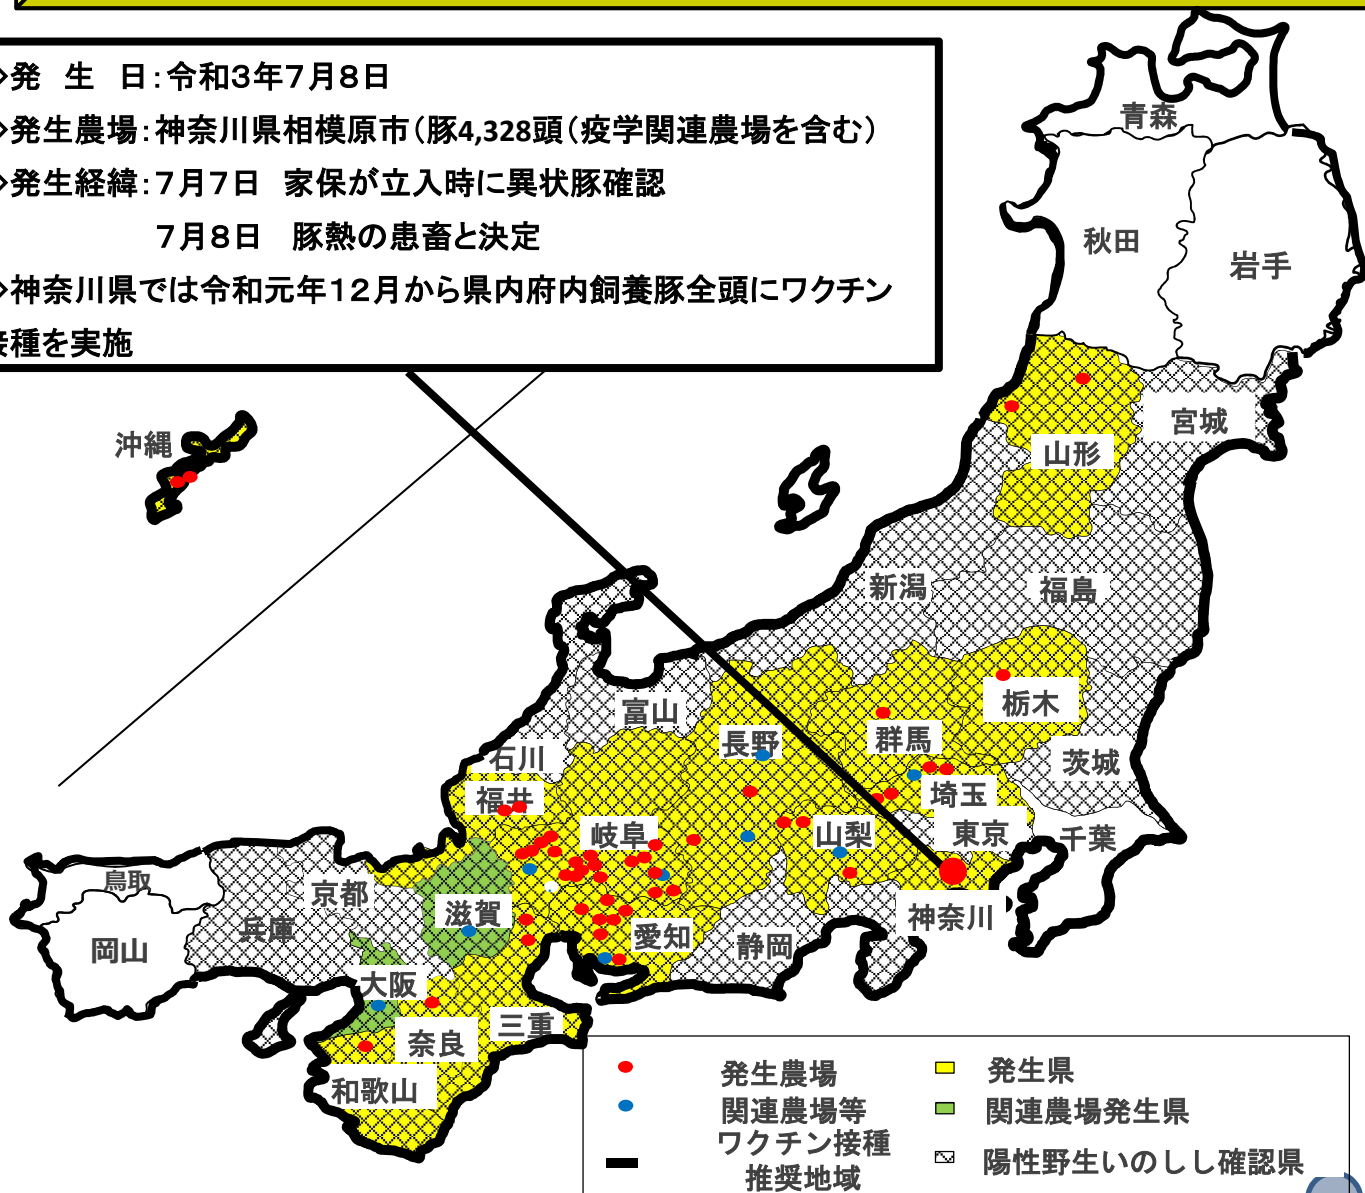 発 生 日：令和3年7月8日
発生農場：神奈川県相模原市（豚4,328頭（疫学関連農場を含む）
発生経緯：7月7日 家保が立入時に異状豚確認
7月8日 豚熱の患畜と決定
神奈川県では令和元年12月から県内府内飼養豚全頭にワクチン
接種を実施
青森
秋田
岩手
宮城
山形
沖縄
新潟
福島
富山
栃木
長野
群馬
石川
茨城
福井
埼玉
岐阜
山梨
東京
千葉
鳥取
京都
滋賀
神奈川
兵庫
愛知
静岡
岡山
大阪
三重
奈良
和歌山
発生農場
発生県
関連農場等
関連農場発生県
ワクチン接種
推奨地域
陽性野生いのしし確認県